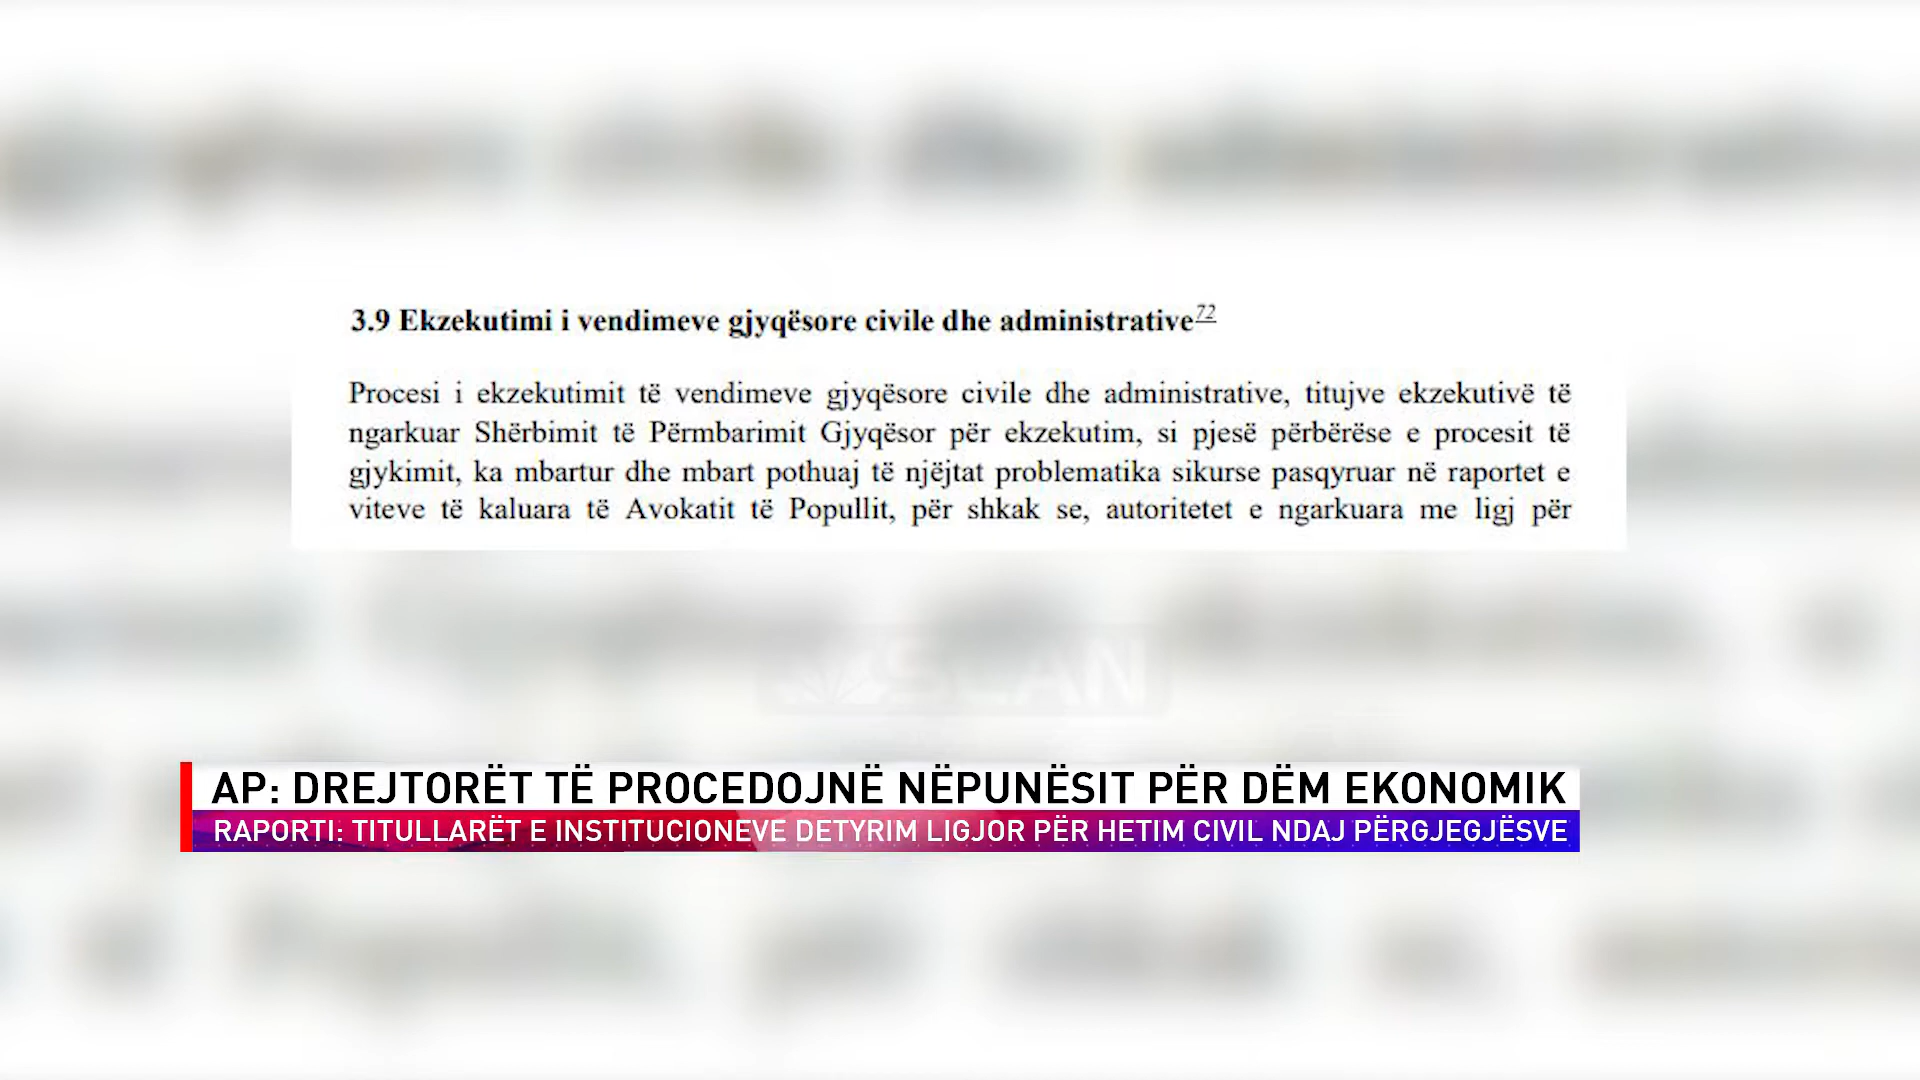 3.9 Ekzekutimi i vendimeve gjyqësore civile dhe administrative72
Procesi i ekzekutimit të vendimeve gjyqësore civile dhe administrative, titujve ekzekutivë të
ngarkuar Shërbimit të Përmbarimit Gjyqësor për ekzekutim, si pjesë përbërëse e procesit të
gjykimit, ka mbartur dhe mbart pothuaj të njëjtat problematika sikurse pasqyruar në raportet e
viteve të kaluara të Avokatit të Popullit, për shkak se, autoritetet e ngarkuara me ligj për
SCAN
AP: DREJTORËT TË PROCEDOJNË NËPUNËSIT PËR DËM EKONOMIK
RAPORTI: TITULLARËT E INSTITUCIONEVE DETYRIM LIGJOR PËR HETIM CIVIL NDAJ PËRGJEGJËSVE